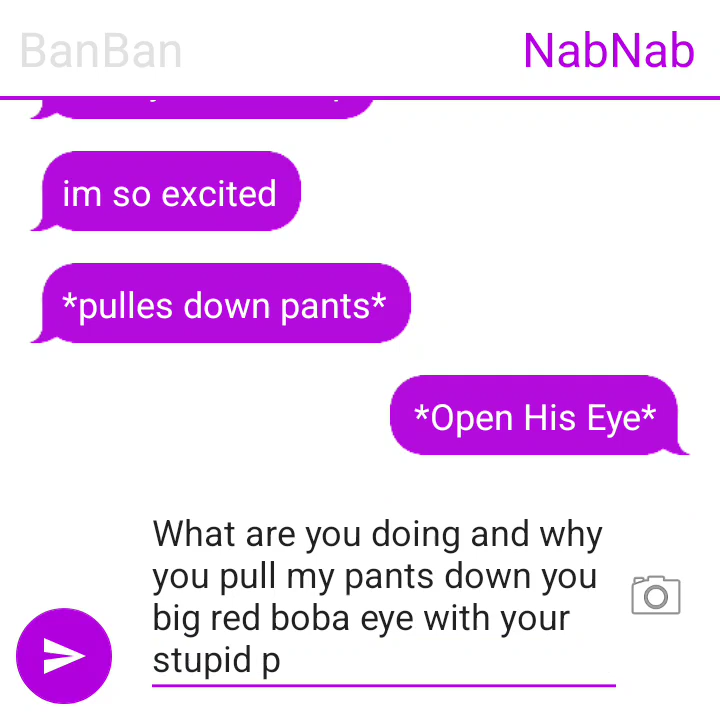 BanBan
NabNab
im so excited
*pulles down pants*
*Open His Eye*
What are you doing and why
you pull my pants down you
big red boba eye with your
stupid p